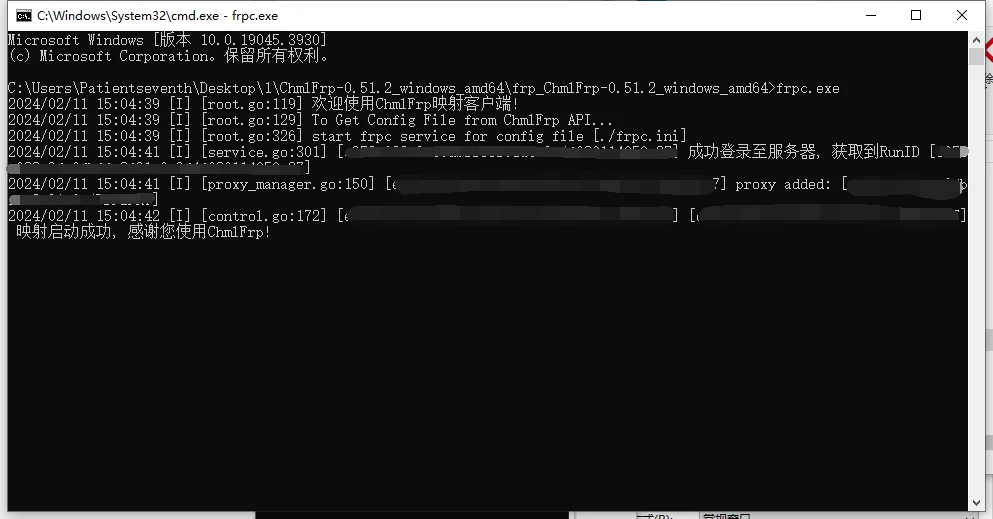 C:\Windows\System32\cmd.exe - frpc.exe
Microsoft Windows [版本 10.0.19045.3930]
(c) Microsoft Corporation。保留所有权利。
C:\Users\Patientseventh\Desktop\1\ChmlFrp-0.51.2_windows_amd64\frp_ChmlFrp-0.51.2_windows_amd64>frpc.exe
2024/02/11 15:04:39 [I] [root.go:119] 欢迎使用ChmlFrp映射客户端!
2024/02/11 15:04:39 [I] [root.go:129] To Get Config File from ChmlFrp API...
2024/02/11 15:04:39 [I] [root.go:326] start frpc service for config file [./frpc.ini]
2024/02/11 15:04:41 [I] [service.go:301] [ ] 成功登录至服务器, 获取到RunID [
]
2024/02/11 15:04:41 [I] [proxy_manager.go:150] [e 7] proxy added: [
]
2024/02/11 15:04:42 [I] [control.go:172] [e ] [ ]
映射启动成功, 感谢您使用ChmlFrp!
常规窗口